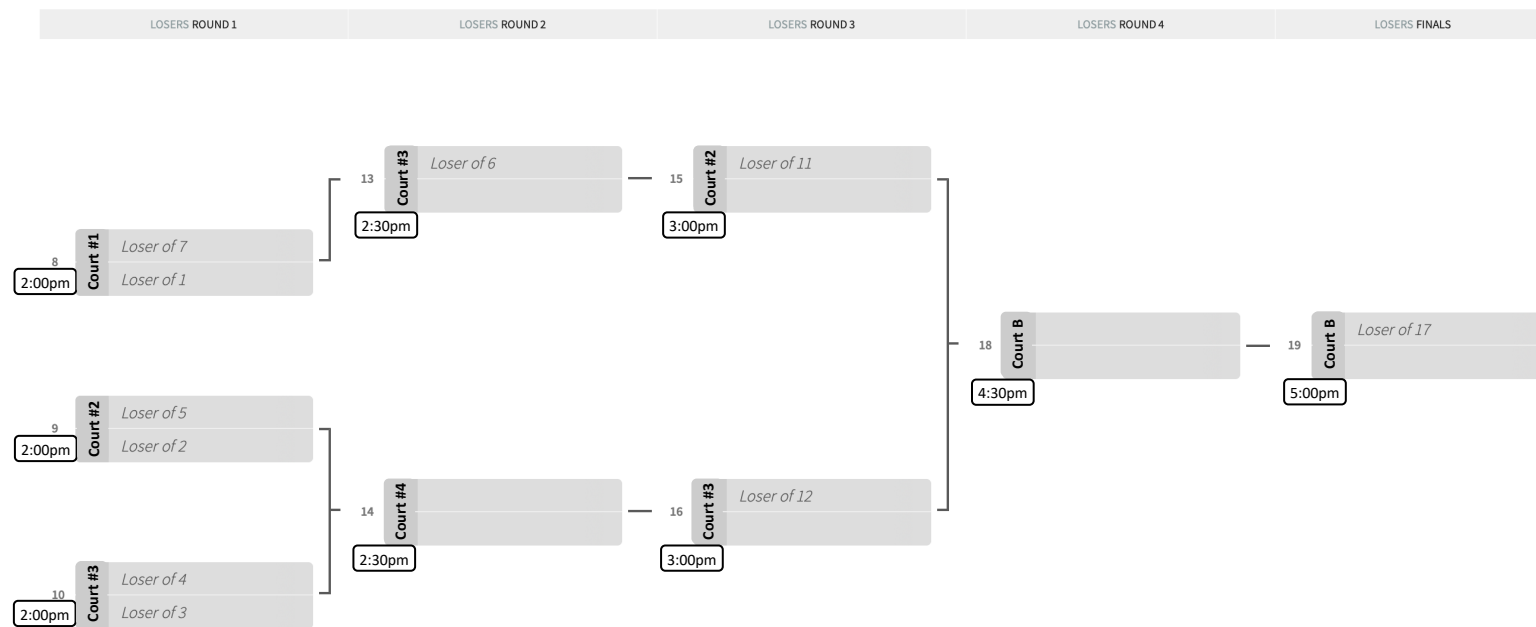 LOSERS ROUND 1
LOSERS ROUND 2
LOSERS ROUND 3
LOSERS ROUND 4
LOSERS FINALS
13
Court #3
Loser of 6
2:30pm
15
Court #2
Loser of 11
3:00pm
8
Court #1
Loser of 7
Loser of 1
2:00pm
18
Court B
4:30pm
19
Court B
Loser of 17
5:00pm
9
Court #2
Loser of 5
Loser of 2
2:00pm
14
Court #4
2:30pm
16
Court #3
Loser of 12
3:00pm
10
Court #3
Loser of 4
Loser of 3
2:00pm